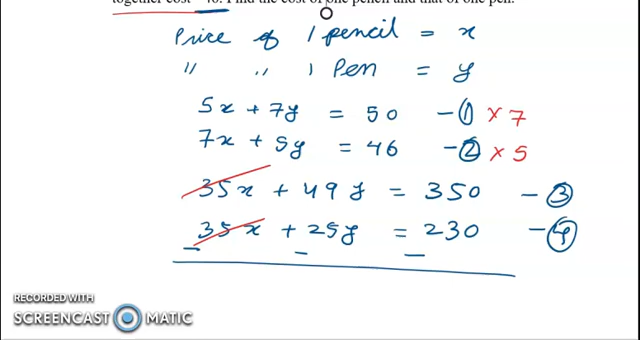 together cost 46. Find the cost of one pencil and that of one pen.
Price of 1 pencil = x
" " 1 Pen = y
5x + 7y = 50 - ① × 7
7x + 5y = 46 - ② × 5
35x + 49y = 350 - ③
35x + 25y = 230 - ④
- - -
RECORDED WITH
SCREENCAST MATIC